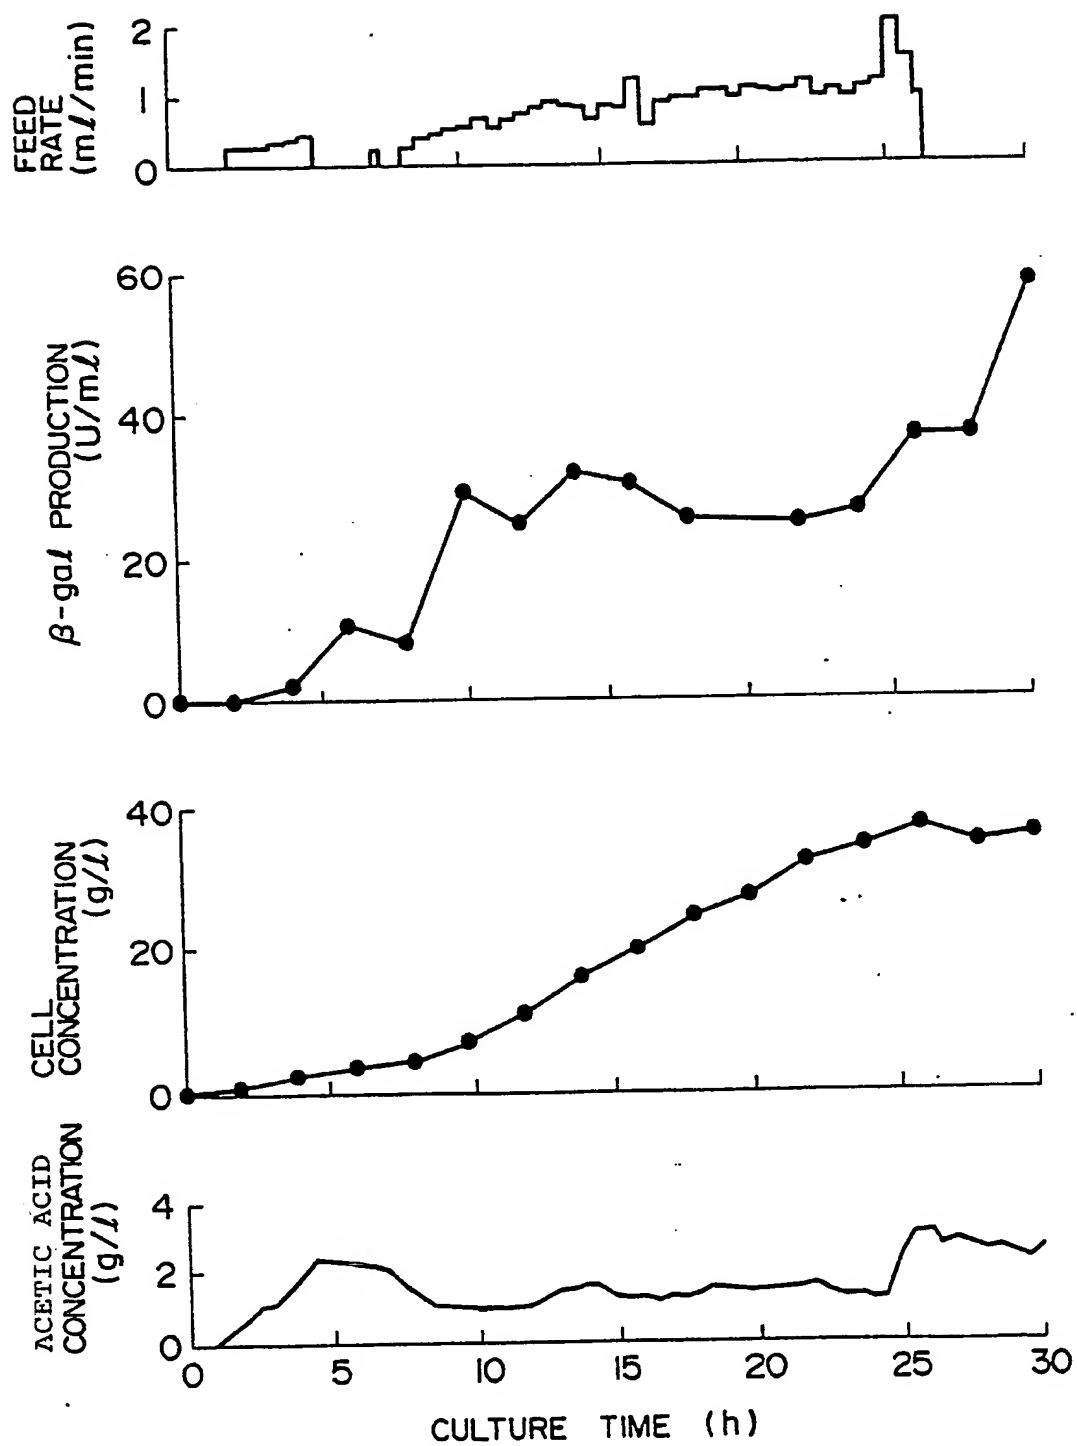 FEED
RATE
(ml/min)
2
1
0
β-gal PRODUCTION
(U/ml)
60
40
20
0
CELL
CONCENTRATION
(g/l)
40
20
0
ACETIC ACID
CONCENTRATION
(g/l)
4
2
0
0 5 10 15 20 25 30
CULTURE TIME (h)